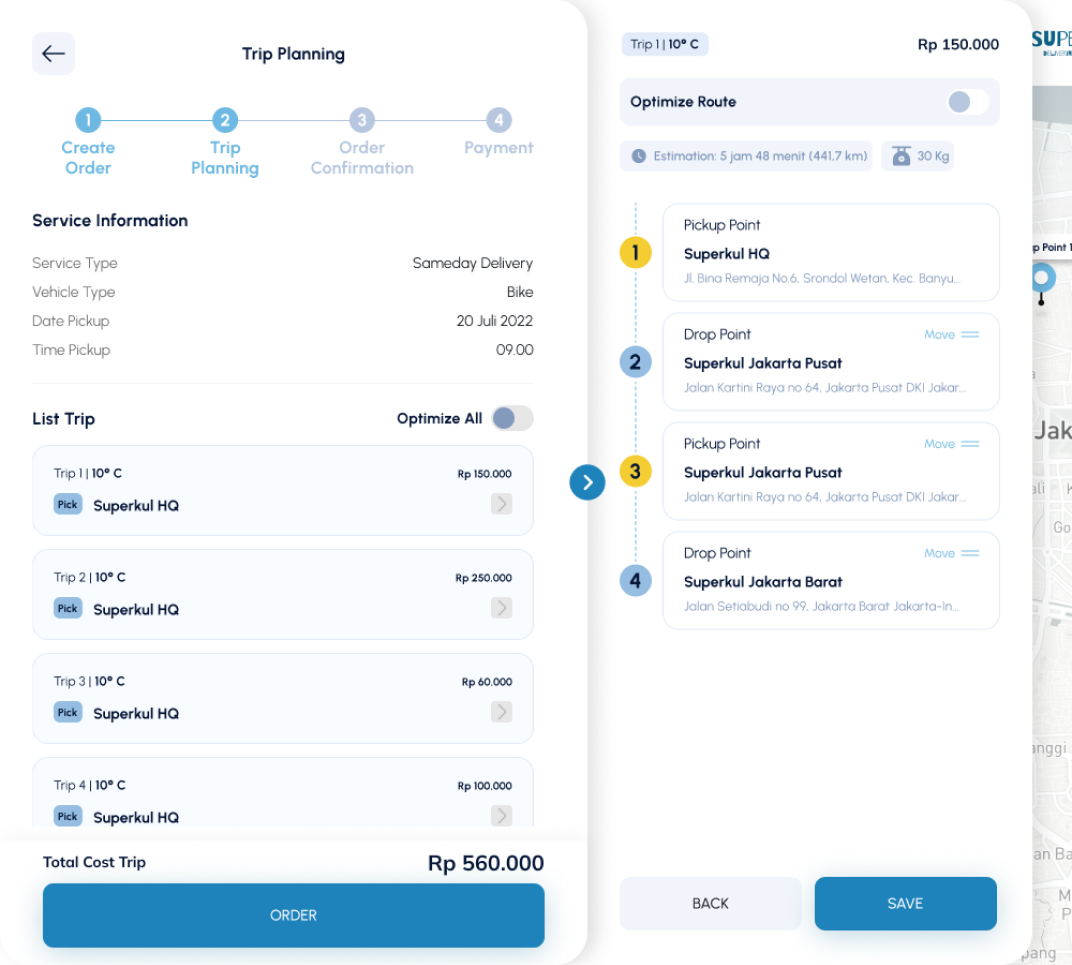 Trip Planning
1
2
3
4
Create
Order
Trip
Planning
Order
Confirmation
Payment
Service Information
Service Type Sameday Delivery
Vehicle Type Bike
Date Pickup 20 Juli 2022
Time Pickup 09.00
List Trip Optimize All
Trip 1 | 10° C Rp 150.000
Pick Superkul HQ
Trip 2 | 10° C Rp 250.000
Pick Superkul HQ
Trip 3 | 10° C Rp 60.000
Pick Superkul HQ
Trip 4 | 10° C Rp 100.000
Pick Superkul HQ
Total Cost Trip Rp 560.000
ORDER
Trip 1 | 10° C Rp 150.000
Optimize Route
Estimation: 5 jam 48 menit (441,7 km) 30 Kg
1
Pickup Point
Superkul HQ
Jl. Bina Remaja No.6, Srondol Wetan, Kec. Banyu...
2
Drop Point Move
Superkul Jakarta Pusat
Jalan Kartini Raya no 64, Jakarta Pusat DKI Jakar...
3
Pickup Point Move
Superkul Jakarta Pusat
Jalan Kartini Raya no 64, Jakarta Pusat DKI Jakar...
4
Drop Point Move
Superkul Jakarta Barat
Jalan Setiabudi no 99, Jakarta Barat Jakarta-In...
BACK SAVE
SUPE
p Point 1
Jak
Go
anggi
an Ba
M
P
pang